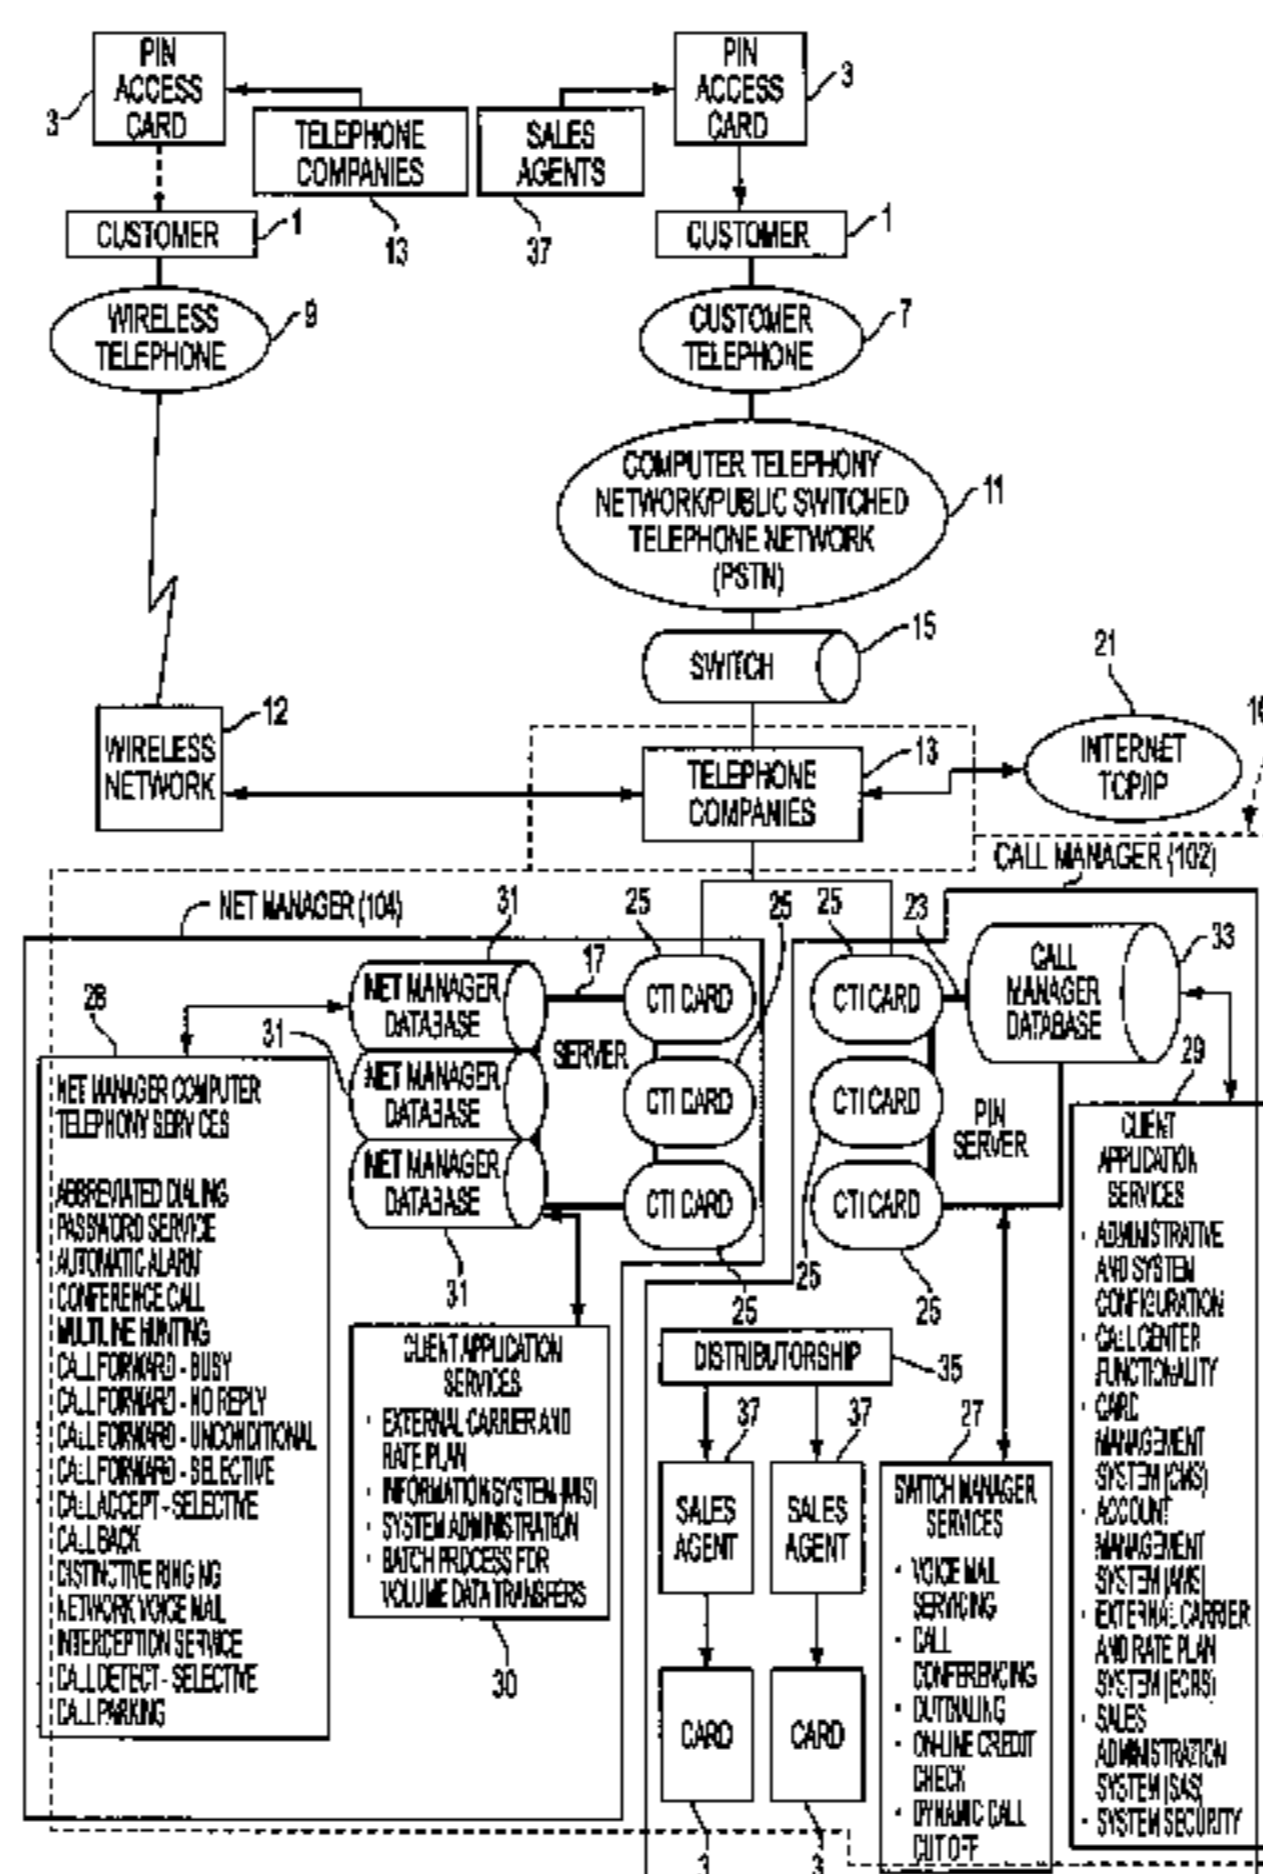 PIN
ACCESS
CARD
3
TELEPHONE
COMPANIES
13
SALES
AGENTS
37
PIN
ACCESS
CARD
3
CUSTOMER
1
CUSTOMER
1
WIRELESS
TELEPHONE
9
CUSTOMER
TELEPHONE
7
COMPUTER TELEPHONY
NETWORK/PUBLIC SWITCHED
TELEPHONE NETWORK
(PSTN)
11
SWITCH
15
WIRELESS
NETWORK
12
TELEPHONE
COMPANIES
13
INTERNET
TCP/IP
21
CALL MANAGER (102)
NET MANAGER (104)
31
25
25
25
23
33
NET MANAGER
DATABASE
17
CTI CARD
CTI CARD
CALL
MANAGER
DATABASE
28
31
NET MANAGER
DATABASE
SERVER
CTI CARD
CTI CARD
PIN
SERVER
29
NET MANAGER
DATABASE
31
CTI CARD
25
CTI CARD
25
25
NET MANAGER COMPUTER
TELEPHONY SERVICES
ABBREVIATED DIALING
PASSWORD SERVICE
AUTOMATIC ALARM
CONFERENCE CALL
MULTILINE HUNTING
CALL FORWARD - BUSY
CALL FORWARD - NO REPLY
CALL FORWARD - UNCONDITIONAL
CALL FORWARD - SELECTIVE
CALL ACCEPT - SELECTIVE
CALL BACK
DISTINCTIVE RINGING
NETWORK VOICE MAIL
INTERCEPTION SERVICE
CALL DETECT - SELECTIVE
CALL PARKING
CLIENT APPLICATION
SERVICES
• EXTERNAL CARRIER AND
RATE PLAN
• INFORMATION SYSTEM (MIS)
• SYSTEM ADMINISTRATION
• BATCH PROCESS FOR
VOLUME DATA TRANSFERS
30
DISTRIBUTORSHIP
35
37
37
SALES
AGENT
SALES
AGENT
CARD
CARD
3
3
27
SWITCH MANAGER
SERVICES
• VOICE MAIL
SERVICING
• CALL
CONFERENCING
• OUTDIALING
• ON-LINE CREDIT
CHECK
• DYNAMIC CALL
CUT OFF
CLIENT
APPLICATION
SERVICES
• ADMINISTRATIVE
AND SYSTEM
CONFIGURATION
• CALL CENTER
FUNCTIONALITY
• CARD
MANAGEMENT
SYSTEM (CMS)
• ACCOUNT
MANAGEMENT
SYSTEM (AMS)
• EXTERNAL CARRIER
AND RATE PLAN
SYSTEM (ECRS)
• SALES
ADMINISTRATION
SYSTEM (SAS)
• SYSTEM SECURITY